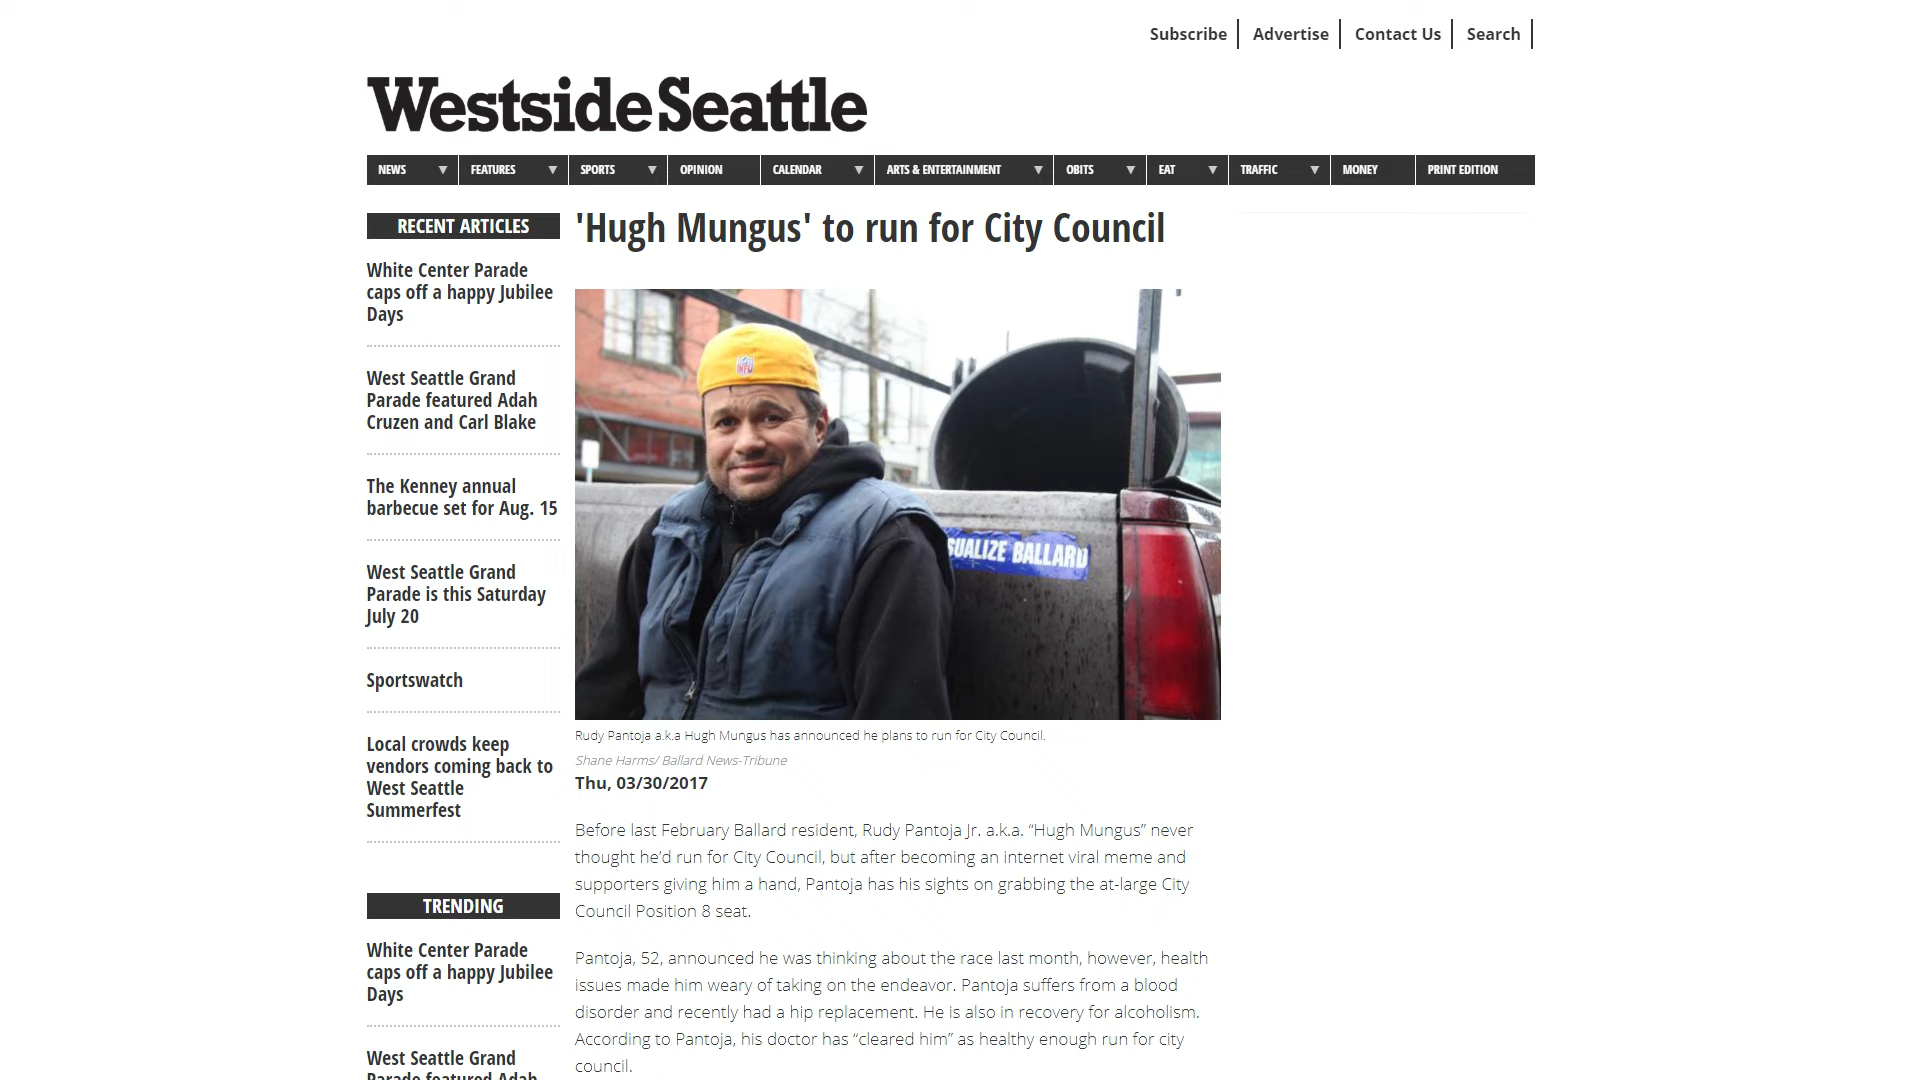 Subscribe
Advertise
Contact Us
Search
WestsideSeattle
NEWS
FEATURES
SPORTS
OPINION
CALENDAR
ARTS & ENTERTAINMENT
OBITS
EAT
TRAFFIC
MONEY
PRINT EDITION
RECENT ARTICLES
White Center Parade
caps off a happy Jubilee
Days
West Seattle Grand
Parade featured Adah
Cruzen and Carl Blake
The Kenney annual
barbecue set for Aug. 15
West Seattle Grand
Parade is this Saturday
July 20
Sportswatch
Local crowds keep
vendors coming back to
West Seattle
Summerfest
TRENDING
White Center Parade
caps off a happy Jubilee
Days
West Seattle Grand
Parade featured Adah
'Hugh Mungus' to run for City Council
NFL
SUALIZE BALLARD
Rudy Pantoja a.k.a Hugh Mungus has announced he plans to run for City Council.
Shane Harms/ Ballard News-Tribune
Thu, 03/30/2017
Before last February Ballard resident, Rudy Pantoja Jr. a.k.a. “Hugh Mungus” never
thought he’d run for City Council, but after becoming an internet viral meme and
supporters giving him a hand, Pantoja has his sights on grabbing the at-large City
Council Position 8 seat.
Pantoja, 52, announced he was thinking about the race last month, however, health
issues made him weary of taking on the endeavor. Pantoja suffers from a blood
disorder and recently had a hip replacement. He is also in recovery for alcoholism.
According to Pantoja, his doctor has “cleared him” as healthy enough run for city
council.